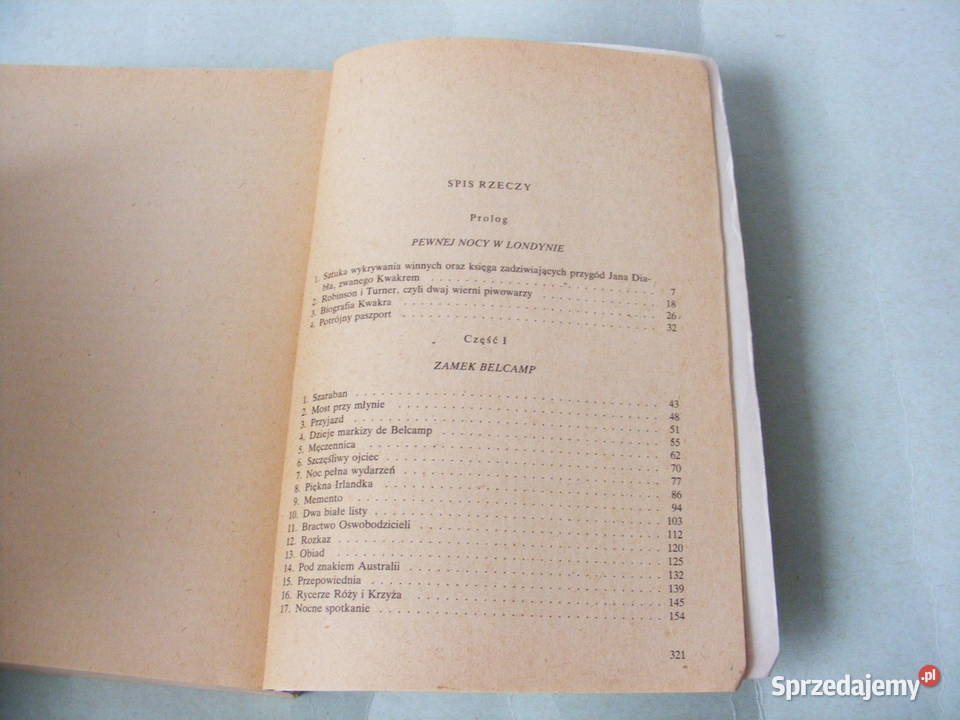 SPIS RZECZY
Prolog
PEWNEJ NOCY W LONDYNIE
1. Sztuka wykrywania winnych oraz księga zadziwiających przygód Jana Dia-
bła, zwanego Kwakrem 7
2. Robinson i Turner, czyli dwaj wierni piwowarzy 18
3. Biografia Kwakra 26
4. Potrójny paszport 32
Część I
ZAMEK BELCAMP
1. Szaraban 43
2. Most przy młynie 48
3. Przyjazd 51
4. Dzieje markizy de Belcamp 55
5. Męczennica 62
6. Szczęśliwy ojciec 70
7. Noc pełna wydarzeń 77
8. Piękna Irlandka 86
9. Memento 94
10. Dwa białe listy 103
11. Bractwo Oswobodzicieli 112
12. Rozkaz 120
13. Obiad 125
14. Pod znakiem Australii 132
15. Przepowiednia 139
16. Rycerze Róży i Krzyża 145
17. Nocne spotkanie 154
321
Sprzedajemy.pl